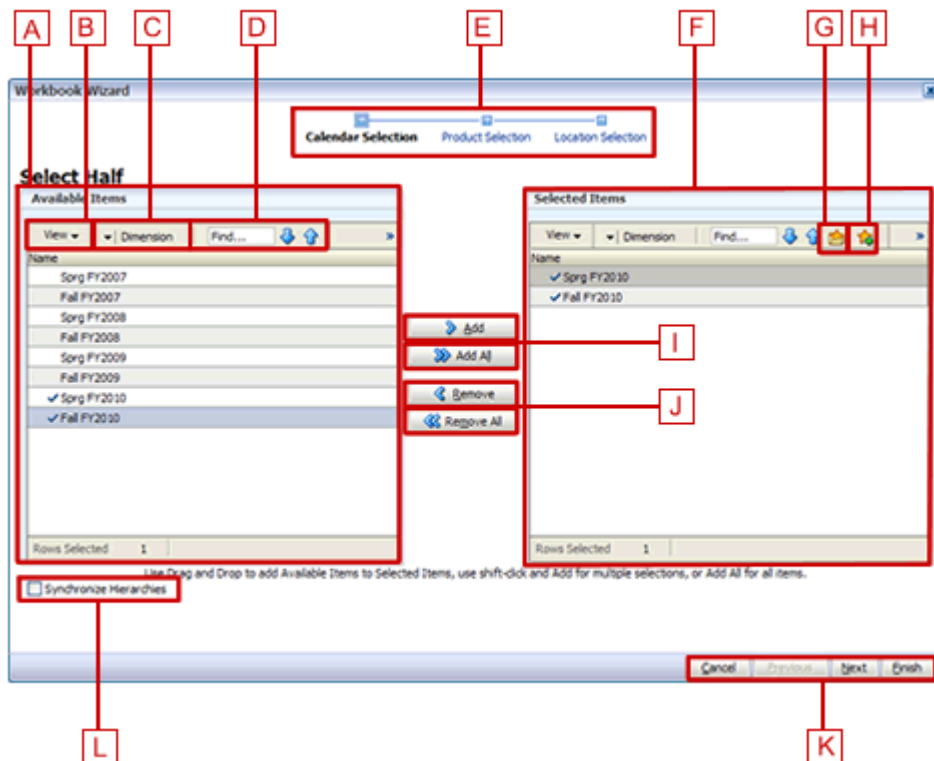 A B C D E F G H
Workbook Wizard
Calendar Selection Product Selection Location Selection
Select Half
Available Items
View Dimension Find... »
Name
Sprg FY2007
Fall FY2007
Sprg FY2008
Fall FY2008
Sprg FY2009
Fall FY2009
Sprg FY2010
Fall FY2010
Rows Selected 1
Add
Add All
I
Remove
J
Remove All
Selected Items
View Dimension Find... »
Name
Sprg FY2010
Fall FY2010
Rows Selected 1
Use Drag and Drop to add Available Items to Selected Items, use shift-click and Add for multiple selections, or Add All for all items.
Synchronize Hierarchies
Cancel Previous Next Finish
L K